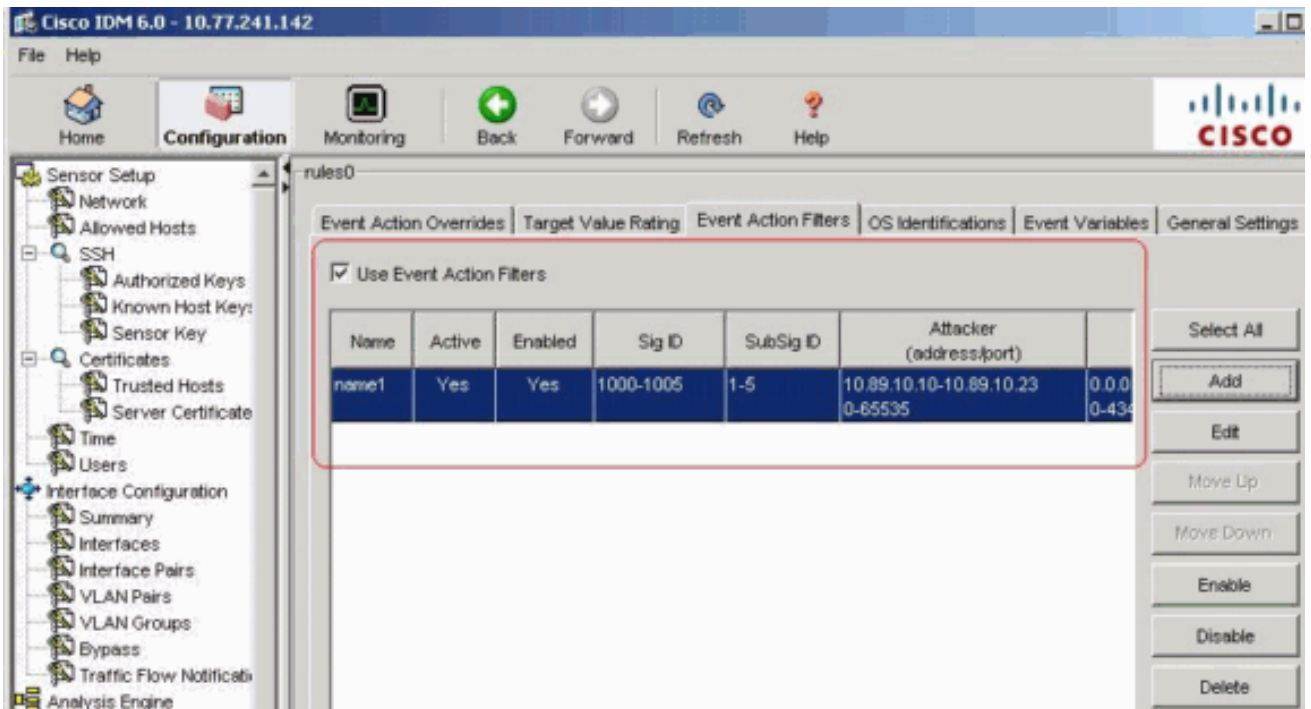 Cisco IDM 6.0 - 10.77.241.142
File Help
Home Configuration Monitoring Back Forward Refresh Help
CISCO
Sensor Setup
Network
Allowed Hosts
SSH
Authorized Keys
Known Host Key
Sensor Key
Certificates
Trusted Hosts
Server Certificate
Time
Users
Interface Configuration
Summary
Interfaces
Interface Pairs
VLAN Pairs
VLAN Groups
Bypass
Traffic Flow Notificati
Analysis Engine
rules0
Event Action Overrides Target Value Rating Event Action Filters OS Identifications Event Variables General Settings
Use Event Action Filters
Name Active Enabled Sig ID SubSig ID Attacker
(address/port)
name1 Yes Yes 1000-1005 1-5 10.89.10.10-10.89.10.23 0.0.0
0-65535 0-434
Select All
Add
Edit
Move Up
Move Down
Enable
Disable
Delete